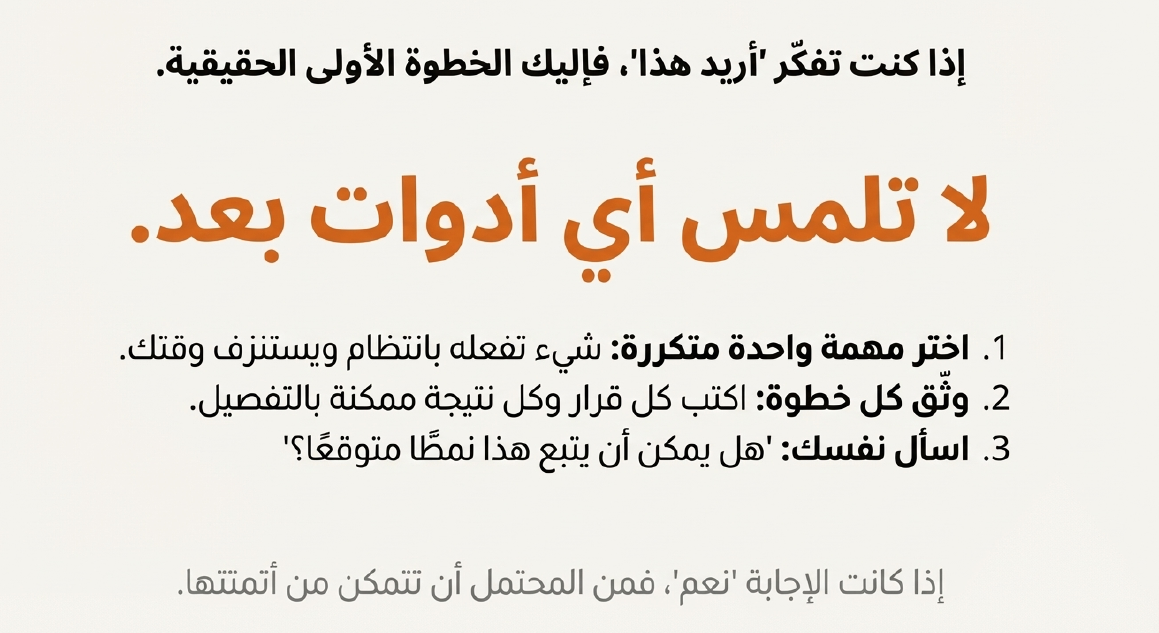 إذا كنت تفكّر 'أريد هذا'، فإليك الخطوة الأولى الحقيقية.
لا تلمس أي أدوات بعد.
1. اختر مهمة واحدة متكررة: شيء تفعله بانتظام ويستنزف وقتك.
2. وثّق كل خطوة: اكتب كل قرار وكل نتيجة ممكنة بالتفصيل.
3. اسأل نفسك: 'هل يمكن أن يتبع هذا نمطًا متوقعًا؟'
إذا كانت الإجابة 'نعم'، فمن المحتمل أن تتمكن من أتمتتها.